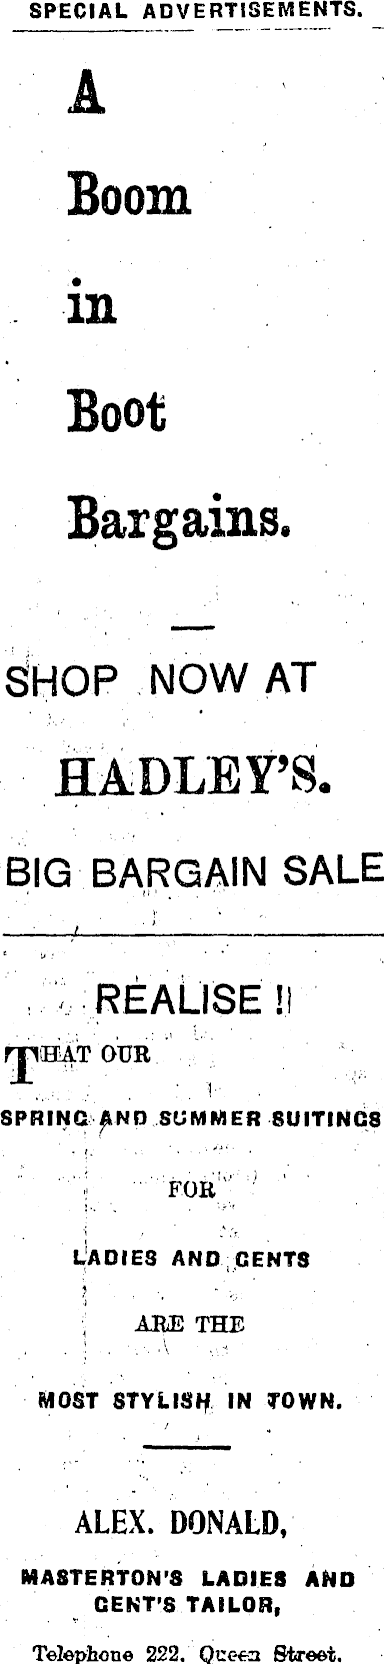 SPECIAL ADVERTISEMENTS.
A
Boom
in
Boot
Bargains.
SHOP NOW AT
HADLEY'S.
BIG BARGAIN SALE
REALISE !!
THAT OUR
SPRING AND SUMMER SUITINGS
FOR
LADIES AND GENTS
ARE THE
MOST STYLISH IN TOWN.
ALEX. DONALD,
MASTERTON'S LADIES AND
GENT'S TAILOR,
Telephone 222. Queen Street.